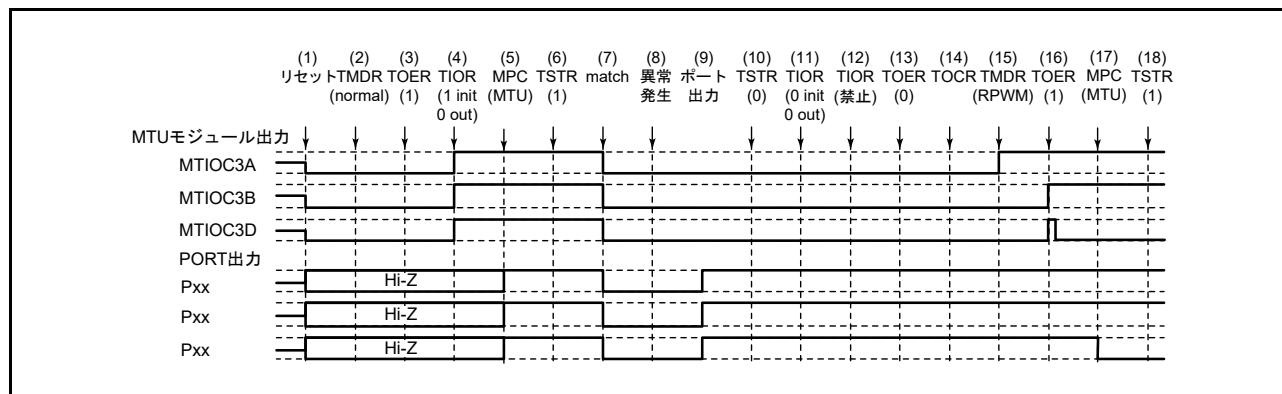 (1) (2) (3) (4) (5) (6) (7) (8) (9) (10) (11) (12) (13) (14) (15) (16) (17) (18)
リセット TMDR TOER TIOR MPC TSTR match 異常 ポート TSTR TIOR TIOR TOER TOCR TMDR TOER MPC TSTR
(normal) (1) (1 init (MTU) (1) 発生 出力 (0) (0 init (禁止) (0) (RPWM) (1) (MTU) (1)
0 out) 0 out)
MTUモジュール出力
MTIOC3A
MTIOC3B
MTIOC3D
PORT出力
Pxx Hi-Z
Pxx Hi-Z
Pxx Hi-Z